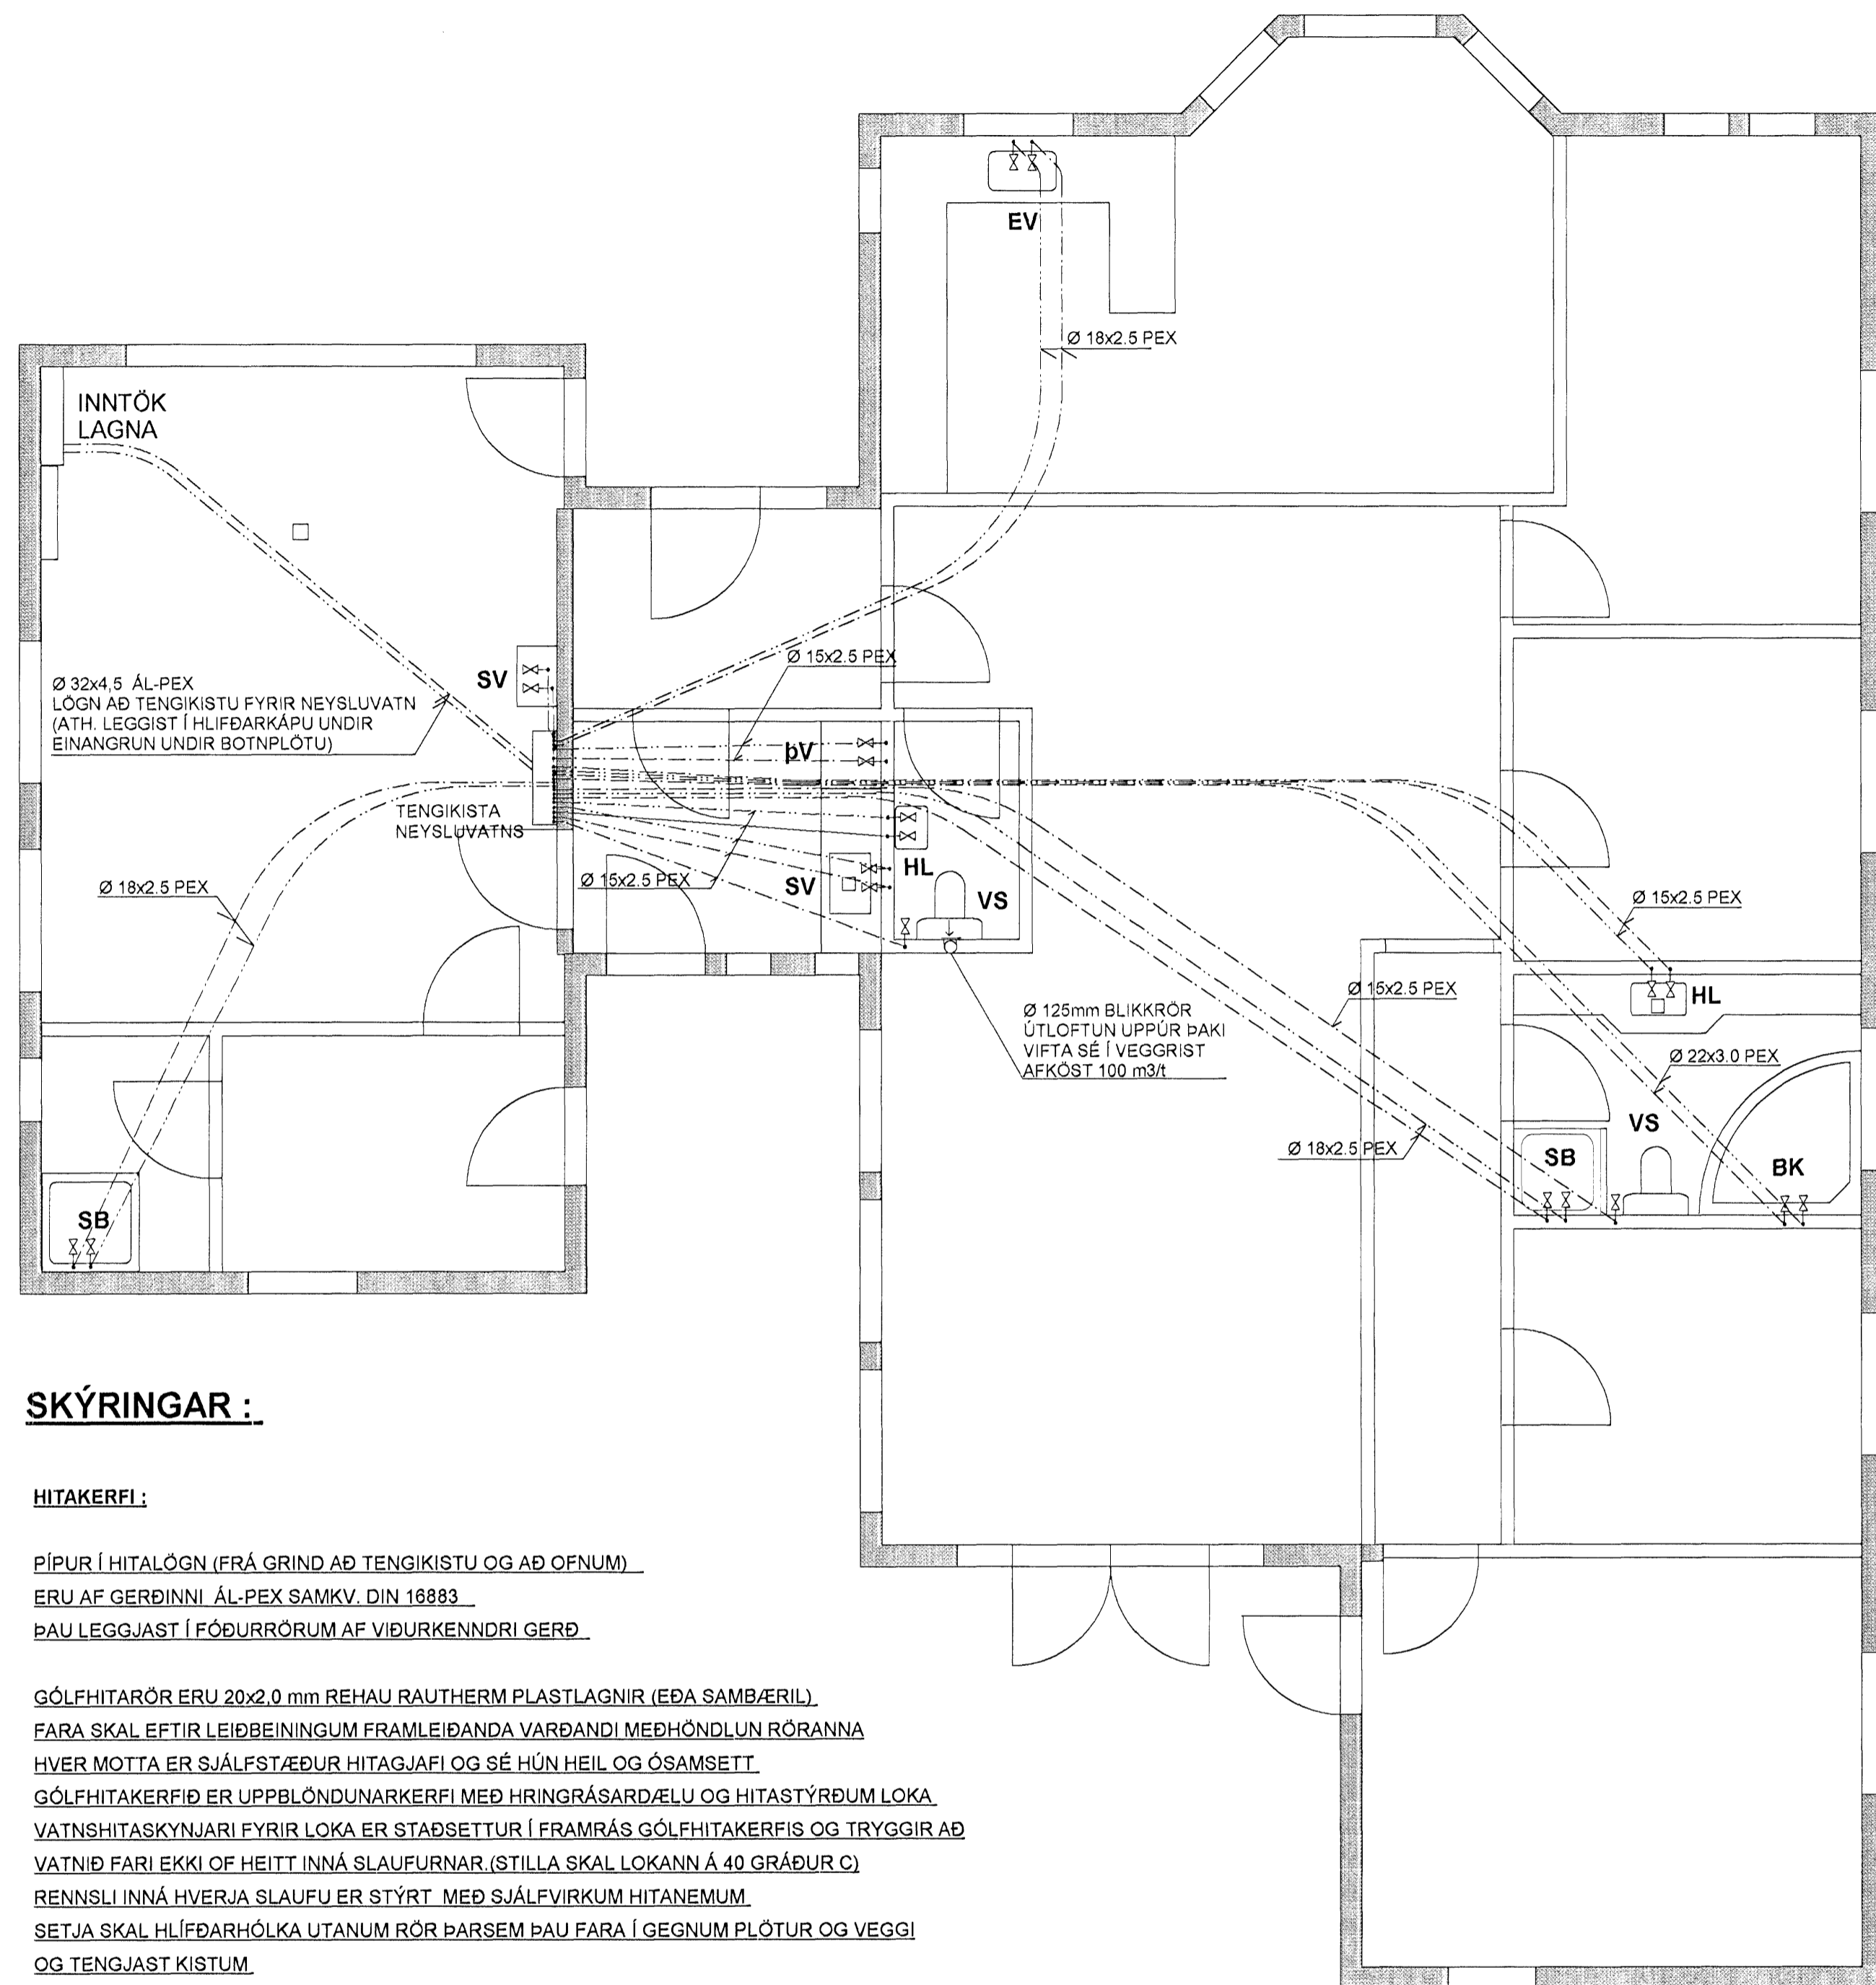 EV
Ø 18x2.5 PEX
INNTÖK
LAGNA
SV
Ø 15x2.5 PEX
Ø 32x4,5 ÁL-PEX
LÖGN AÐ TENGIKISTU FYRIR NEYSLUVATN
(ATH. LEGGIST Í HLIFÐARKÁPU UNDIR
EINANGRUN UNDIR BOTNPLÖTU)
ÞV
TENGIKISTA
NEYSLUVATNS
HL
Ø 15x2.5 PEX
SV
VS
Ø 18x2.5 PEX
Ø 15x2.5 PEX
Ø 15x2.5 PEX
HL
Ø 125mm BLIKKRÖR
ÚTLOFTUN UPPÚR ÞAKI
VIFTA SÉ Í VEGGRIST
AFKÖST 100 m3/t
Ø 22x3.0 PEX
VS
Ø 18x2.5 PEX
SB
BK
SB
SKÝRINGAR :
HITAKERFI :
PÍPUR Í HITALÖGN (FRÁ GRIND AÐ TENGIKISTU OG AÐ OFNUM)
ERU AF GERÐINNI ÁL-PEX SAMKV. DIN 16883
ÞAU LEGGJAST Í FÓÐURRÖRUM AF VIÐURKENNDRI GERÐ
GÓLFHITARÖR ERU 20x2,0 mm REHAU RAUTHERM PLASTLAGNIR (EÐA SAMBÆRIL)
FARA SKAL EFTIR LEIÐBEININGUM FRAMLEIÐANDA VARÐANDI MEÐHÖNDLUN RÖRANNA
HVER MOTTA ER SJÁLFSTÆÐUR HITAGJAFI OG SÉ HÚN HEIL OG ÓSAMSETT
GÓLFHITAKERFIÐ ER UPPBLÖNDUNARKERFI MEÐ HRINGRÁSARDÆLU OG HITASTÝRÐUM LOKA
VATNSHITASKYNJARI FYRIR LOKA ER STAÐSETTUR Í FRAMRÁS GÓLFHITAKERFIS OG TRYGGIR AÐ
VATNIÐ FARI EKKI OF HEITT INNÁ SLAUFURNAR.(STILLA SKAL LOKANN Á 40 GRÁÐUR C)
RENNSLI INNÁ HVERJA SLAUFU ER STÝRT MEÐ SJÁLFVIRKUM HITANEMUM
SETJA SKAL HLÍFÐARHÓLKA UTANUM RÖR ÞARSEM ÞAU FARA Í GEGNUM PLÖTUR OG VEGGI
OG TENGJAST KISTUM